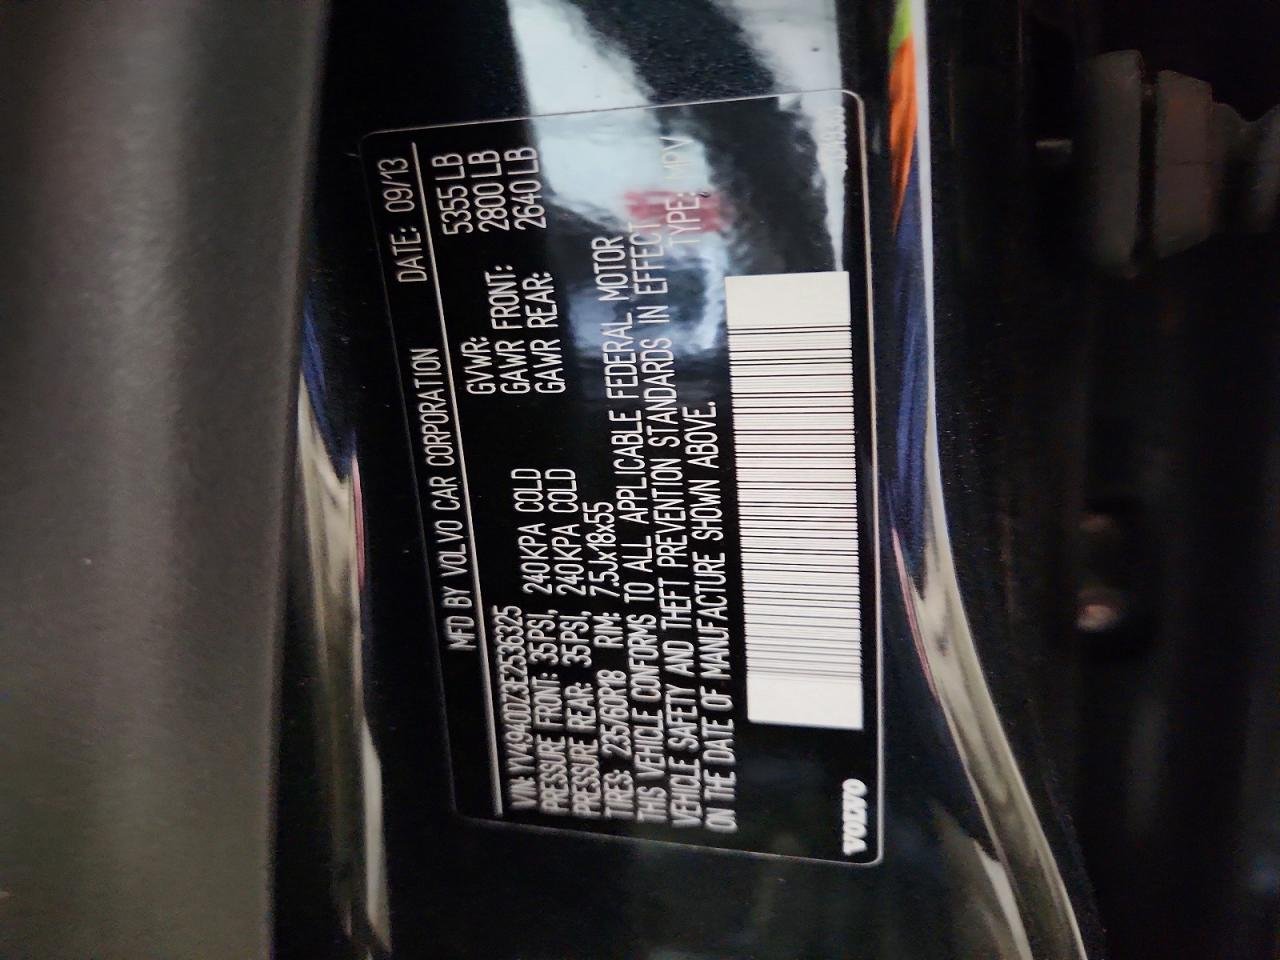 MFD BY VOLVO CAR CORPORATION DATE: 09/13
GVWR: 5355 LB
GAWR FRONT: 2800 LB
GAWR REAR: 2640 LB
VIN: YV4940DZ3E2536325
PRESSURE FRONT: 35PSI, 240KPA COLD
PRESSURE REAR: 35PSI, 240KPA COLD
TIRES: 235/60R18 RIM: 7.5Jx18x55
THIS VEHICLE CONFORMS TO ALL APPLICABLE FEDERAL MOTOR
VEHICLE SAFETY AND THEFT PREVENTION STANDARDS IN EFFECT
ON THE DATE OF MANUFACTURE SHOWN ABOVE.
TYPE: MPV
VOLVO